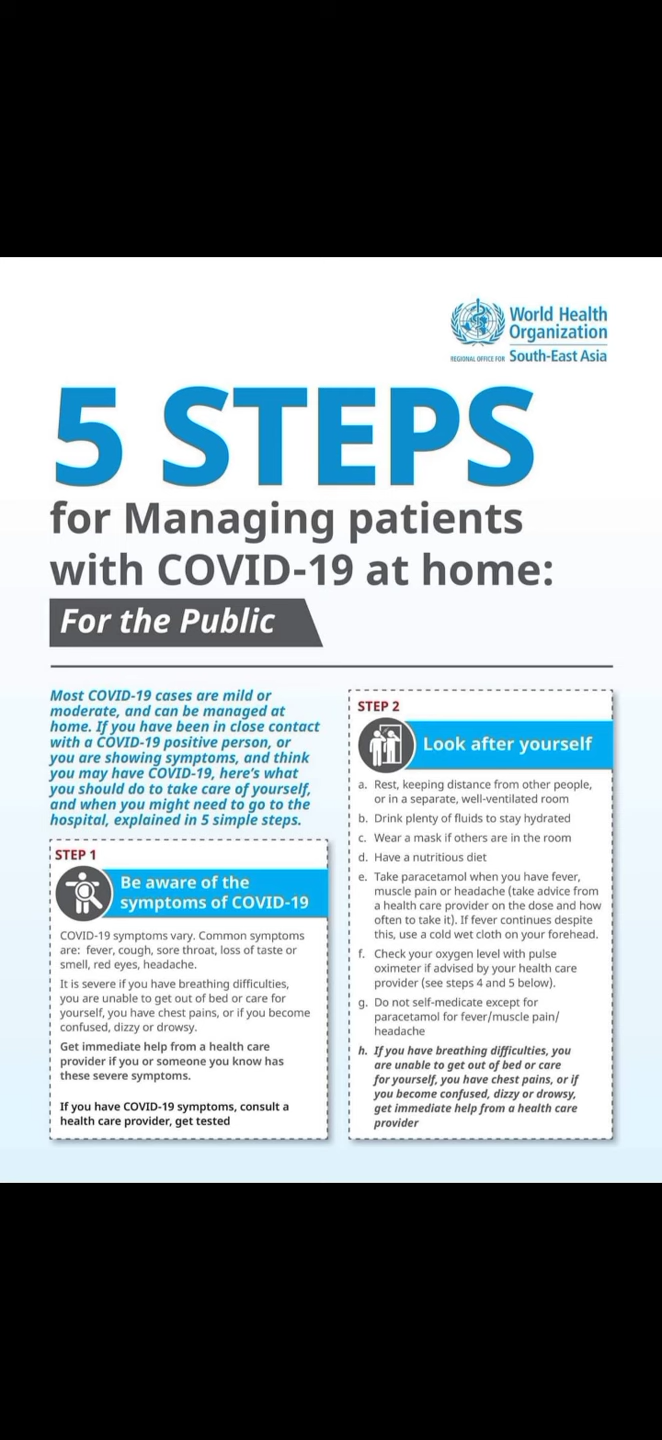 World Health
Organization
REGIONAL OFFICE FOR South-East Asia
5 STEPS
for Managing patients
with COVID-19 at home:
For the Public
Most COVID-19 cases are mild or
moderate, and can be managed at
home. If you have been in close contact
with a COVID-19 positive person, or
you are showing symptoms, and think
you may have COVID-19, here's what
you should do to take care of yourself,
and when you might need to go to the
hospital, explained in 5 simple steps.
STEP 1
Be aware of the
symptoms of COVID-19
COVID-19 symptoms vary. Common symptoms
are: fever, cough, sore throat, loss of taste or
smell, red eyes, headache.
It is severe if you have breathing difficulties,
you are unable to get out of bed or care for
yourself, you have chest pains, or if you become
confused, dizzy or drowsy.
Get immediate help from a health care
provider if you or someone you know has
these severe symptoms.
If you have COVID-19 symptoms, consult a
health care provider, get tested
STEP 2
Look after yourself
a. Rest, keeping distance from other people,
or in a separate, well-ventilated room
b. Drink plenty of fluids to stay hydrated
c. Wear a mask if others are in the room
d. Have a nutritious diet
e. Take paracetamol when you have fever,
muscle pain or headache (take advice from
a health care provider on the dose and how
often to take it). If fever continues despite
this, use a cold wet cloth on your forehead.
f. Check your oxygen level with pulse
oximeter if advised by your health care
provider (see steps 4 and 5 below).
g. Do not self-medicate except for
paracetamol for fever/muscle pain/
headache
h. If you have breathing difficulties, you
are unable to get out of bed or care
for yourself, you have chest pains, or if
you become confused, dizzy or drowsy,
get immediate help from a health care
provider